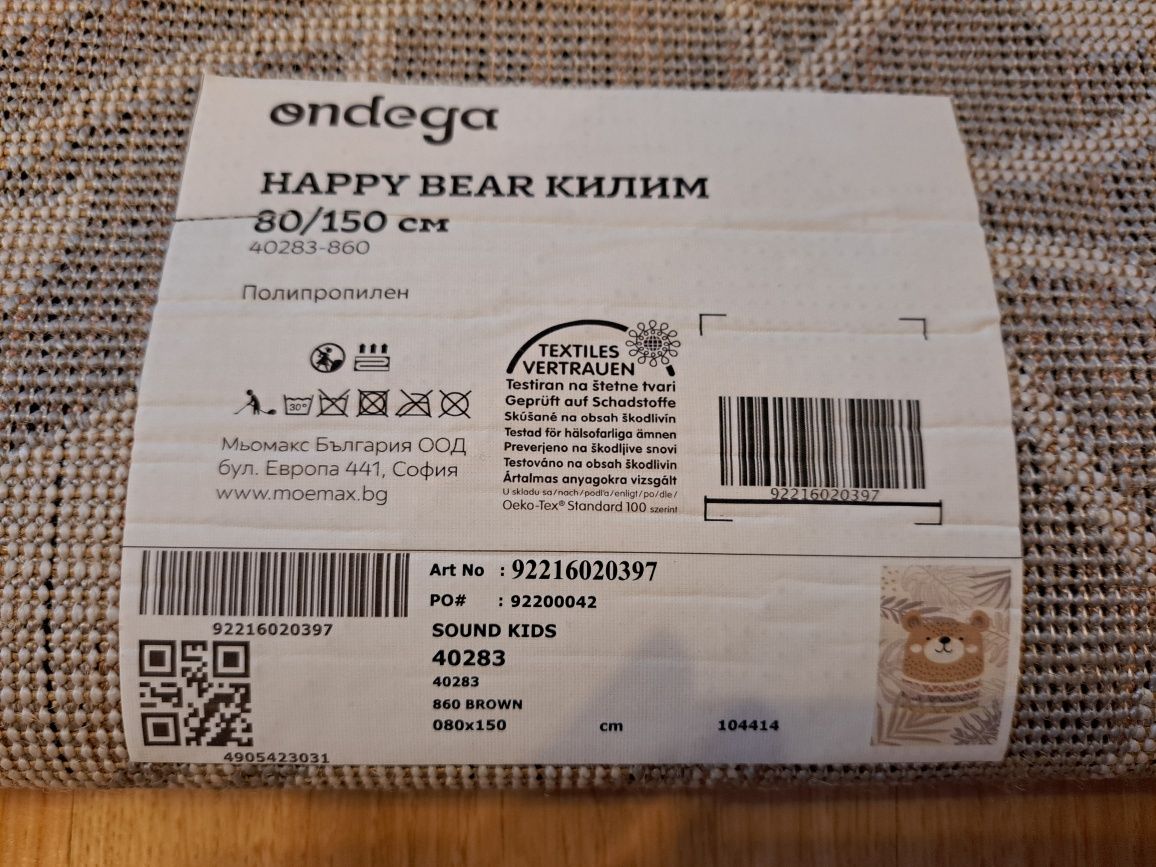 ondega
HAPPY BEAR КИЛИМ
80/150 см
40283-860
Полипропилен
30°
Мьомакс България ООД
бул. Европа 441, София
www.moemax.bg
TEXTILES
VERTRAUEN
Testiran na štetne tvari
Geprüft auf Schadstoffe
Skúšané na obsah škodlivín
Testad för hälsofarliga ämnen
Preverjeno na škodljive snovi
Testováno na obsah škodlivin
Ártalmas anyagokra vizsgált
U skladu sa/nach/podľa/enligt/po/dle/
Oeko-Tex® Standard 100 szerint
92216020397
92216020397
4905423031
Art No : 92216020397
PO# : 92200042
SOUND KIDS
40283
40283
860 BROWN
080x150 cm 104414